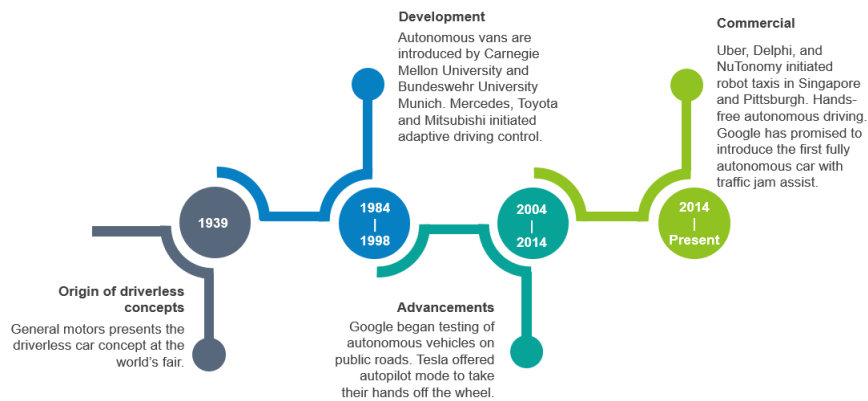 Development
Autonomous vans are
introduced by Carnegie
Mellon University and
Bundeswehr University
Munich. Mercedes, Toyota
and Mitsubishi initiated
adaptive driving control.
Commercial
Uber, Delphi, and
NuTonomy initiated
robot taxis in Singapore
and Pittsburgh. Hands-
free autonomous driving.
Google has promised to
introduce the first fully
autonomous car with
traffic jam assist.
1939
1984
|
1998
2004
|
2014
2014
|
Present
Origin of driverless
concepts
General motors presents the
driverless car concept at the
world's fair.
Advancements
Google began testing of
autonomous vehicles on
public roads. Tesla offered
autopilot mode to take
their hands off the wheel.